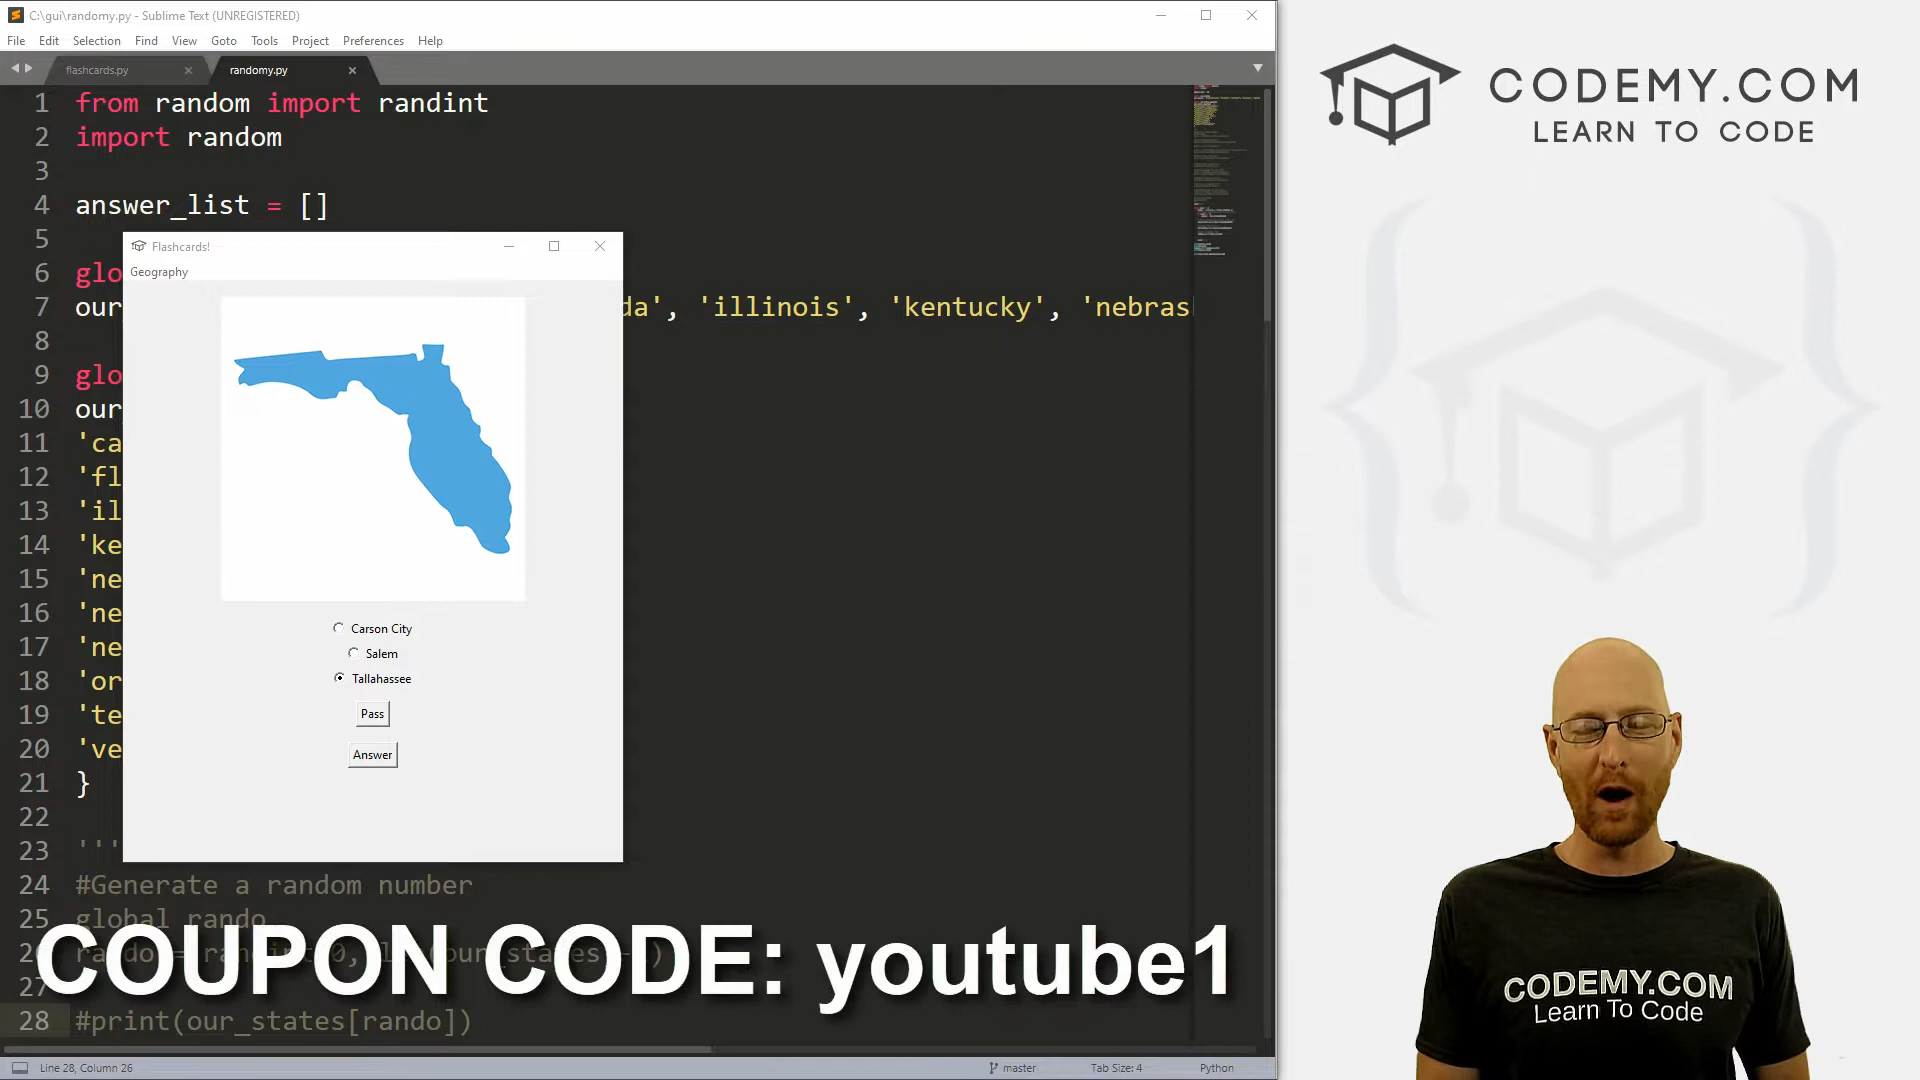 C:\gui\randomy.py - Sublime Text (UNREGISTERED)
File Edit Selection Find View Goto Tools Project Preferences Help
flashcards.py
randomy.py
1 from random import randint
2 import random
3
4 answer_list = []
5
6 glo
7 our da', 'illinois', 'kentucky', 'nebras
8
9 glo
10 our
11 'ca
12 'fl
13 'il
14 'ke
15 'ne
16 'ne
17 'ne
18 'or
19 'te
20 've
21 }
22
23 '''
24 #Generate a random number
25 global rando
26
27
28 #print(our_states[rando])
Flashcards!
Geography
Carson City
Salem
Tallahassee
Pass
Answer
COUPON CODE: youtube1
Line 28, Column 26
master
Tab Size: 4
Python
CODEMY.COM
LEARN TO CODE
CODEMY.COM
Learn To Code